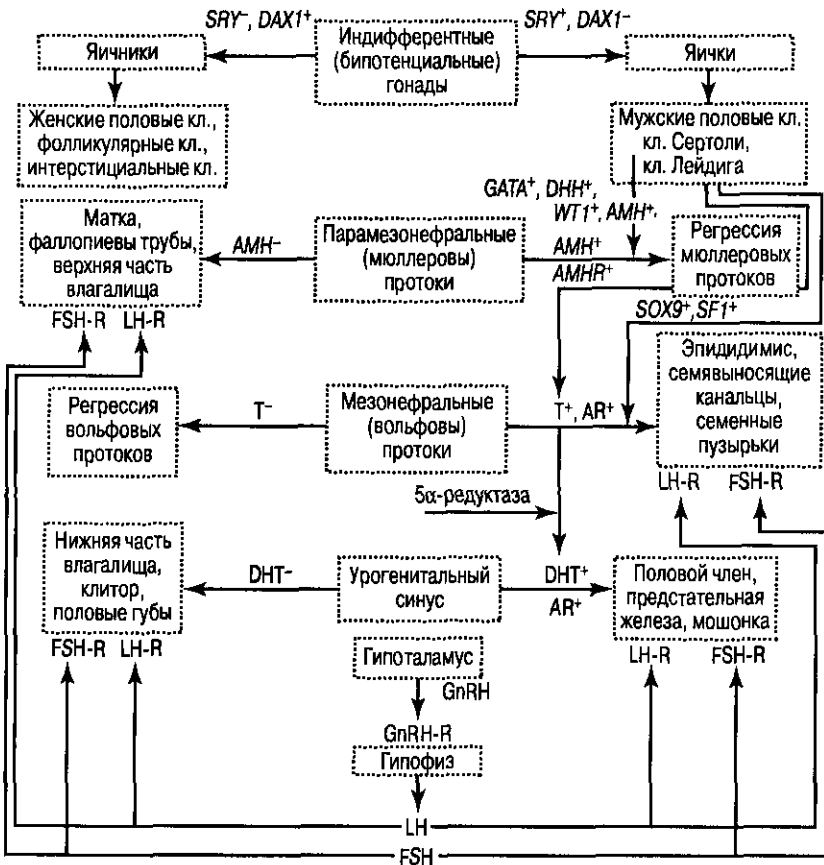 SRY⁻, DAX1⁺
SRY⁺, DAX1⁻
Индифферентные
(бипотенциальные)
гонады
Яичники
Яички
Женские половые кл.,
фолликулярные кл.,
интерстициальные кл.
Мужские половые кл.
кл. Сертоли,
кл. Лейдига
GATA⁺, DHH⁺,
WT1⁺, AMH⁺,
Матка,
фаллопиевы трубы,
верхняя часть
влагалища
AMH⁻
Парамезонефральные
(мюллеровы)
протоки
AMH⁺
AMHR⁺
Регрессия
мюллеровых
протоков
FSH-R LH-R
SOX9⁺, SF1⁺
Регрессия
вольфовых
протоков
T⁻
Мезонефральные
(вольфовы)
протоки
T⁺, AR⁺
Эпидидимис,
семявыносящие
канальцы,
семенные
пузырьки
LH-R FSH-R
5α-редуктаза
Нижняя часть
влагалища,
клитор,
половые губы
DHT⁻
Урогенитальный
синус
DHT⁺
AR⁺
Половой член,
предстательная
железа, мошонка
FSH-R LH-R
LH-R FSH-R
Гипоталамус
GnRH
GnRH-R
Гипофиз
LH
FSH